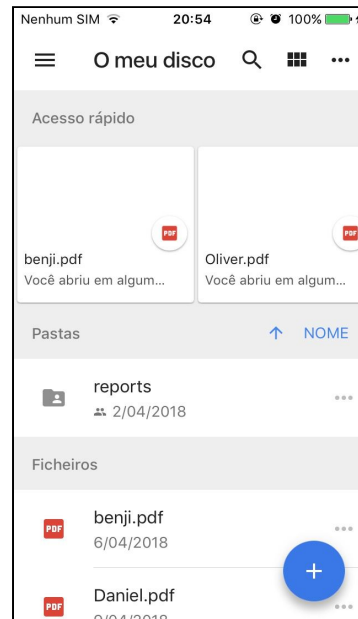 Nenhum SIM 20:54 100%
O meu disco
Acesso rápido
PDF PDF
benji.pdf Oliver.pdf
Você abriu em algum... Você abriu em algum...
Pastas NOME
reports
2/04/2018
Ficheiros
PDF benji.pdf
6/04/2018
PDF Daniel.pdf